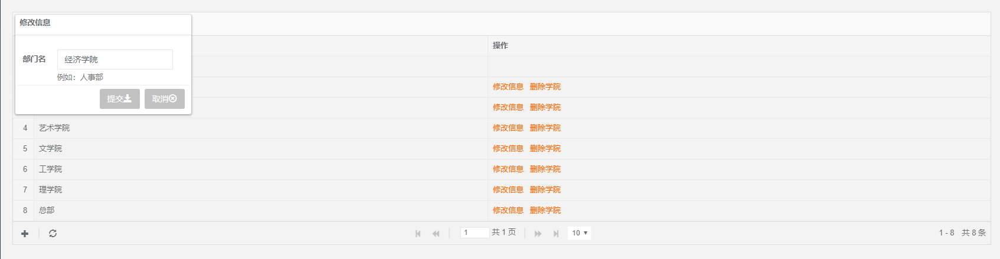 修改信息
操作
部门名 经济学院
例如：人事部
提交 取消
修改信息 删除学院
修改信息 删除学院
4 艺术学院 修改信息 删除学院
5 文学院 修改信息 删除学院
6 工学院 修改信息 删除学院
7 理学院 修改信息 删除学院
8 总部 修改信息 删除学院
1 共 1 页 10 1 - 8 共 8 条